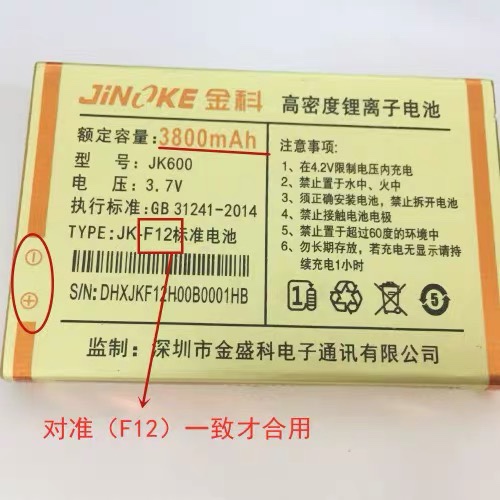 JINOKE 金科
高密度锂离子电池
额定容量:3800mAh
型 号: JK600
电 压: 3.7V
执行标准: GB 31241-2014
TYPE: JK-F12标准电池
S/N: DHXJKF12H00B0001HB
注意事项:
1、在4.2V限制电压内充电
2、禁止置于水中、火中
3、须正确安装电池，禁止拆开电池
4、禁止接触电池电极
5、禁止置于超过60度的环境中
6、勿长期存放，若充电无显示请持
续充电1小时
1
5
监制: 深圳市金盛科电子通讯有限公司
对准（F12）一致才合用